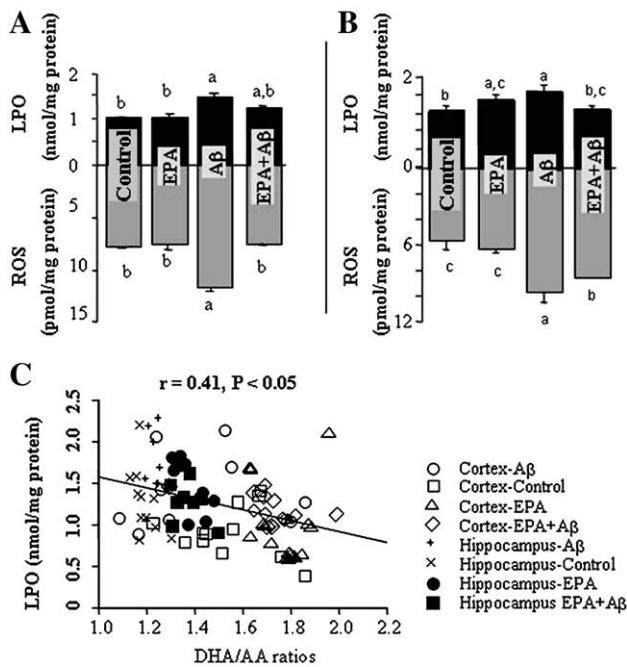 A
LPO
(nmol/mg protein)
2
1
0
5
10
15
ROS
(pmol/mg protein)
b
b
a
a,b
Control
EPA
Aβ
EPA+Aβ
b
b
a
b
B
LPO
(nmol/mg protein)
2
0
6
12
ROS
(pmol/mg protein)
b
a,c
a
b,c
Control
EPA
Aβ
EPA+Aβ
c
c
a
b
C
r = 0.41, P < 0.05
LPO (nmol/mg protein)
2.5
2.0
1.5
1.0
0.5
0
1.0 1.2 1.4 1.6 1.8 2.0 2.2
DHA/AA ratios
Cortex-Aβ
Cortex-Control
Cortex-EPA
Cortex-EPA+Aβ
Hippocampus-Aβ
Hippocampus-Control
Hippocampus-EPA
Hippocampus EPA+Aβ